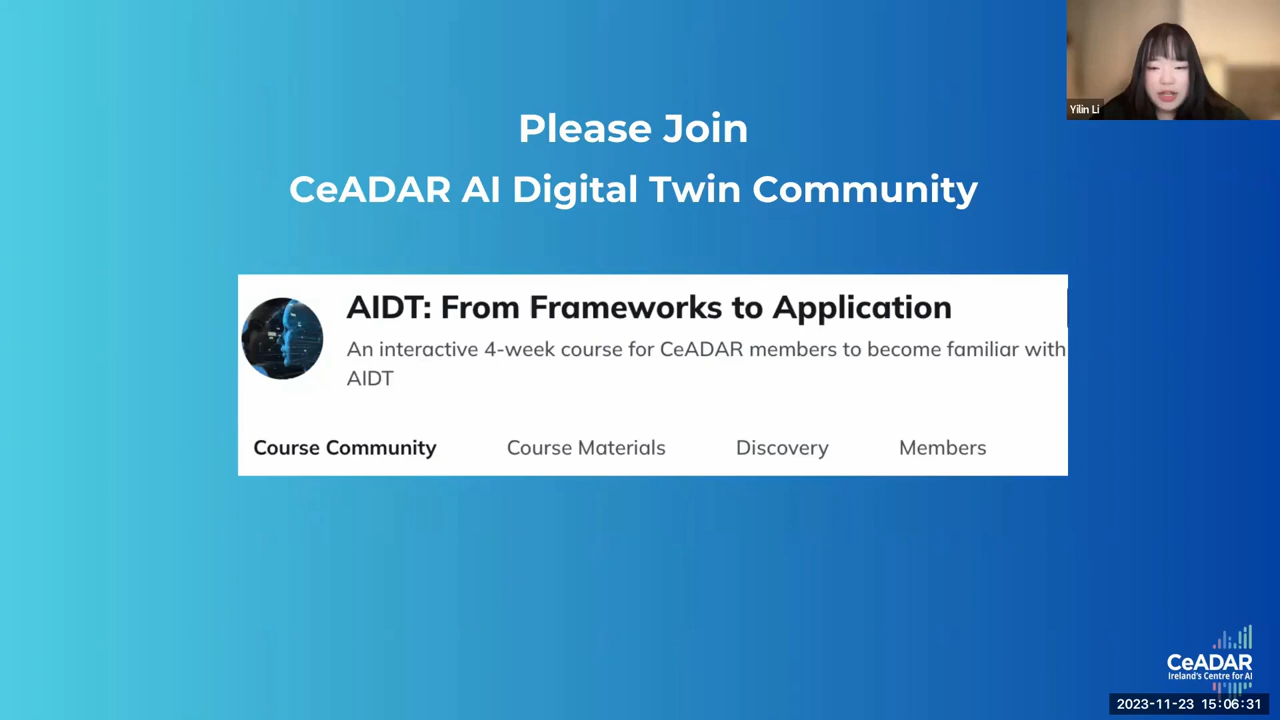 Yilin Li
Please Join
CeADAR AI Digital Twin Community
AIDT: From Frameworks to Application
An interactive 4-week course for CeADAR members to become familiar with
AIDT
Course Community
Course Materials
Discovery
Members
CeADAR
Ireland's Centre for AI
2023-11-23 15:06:31